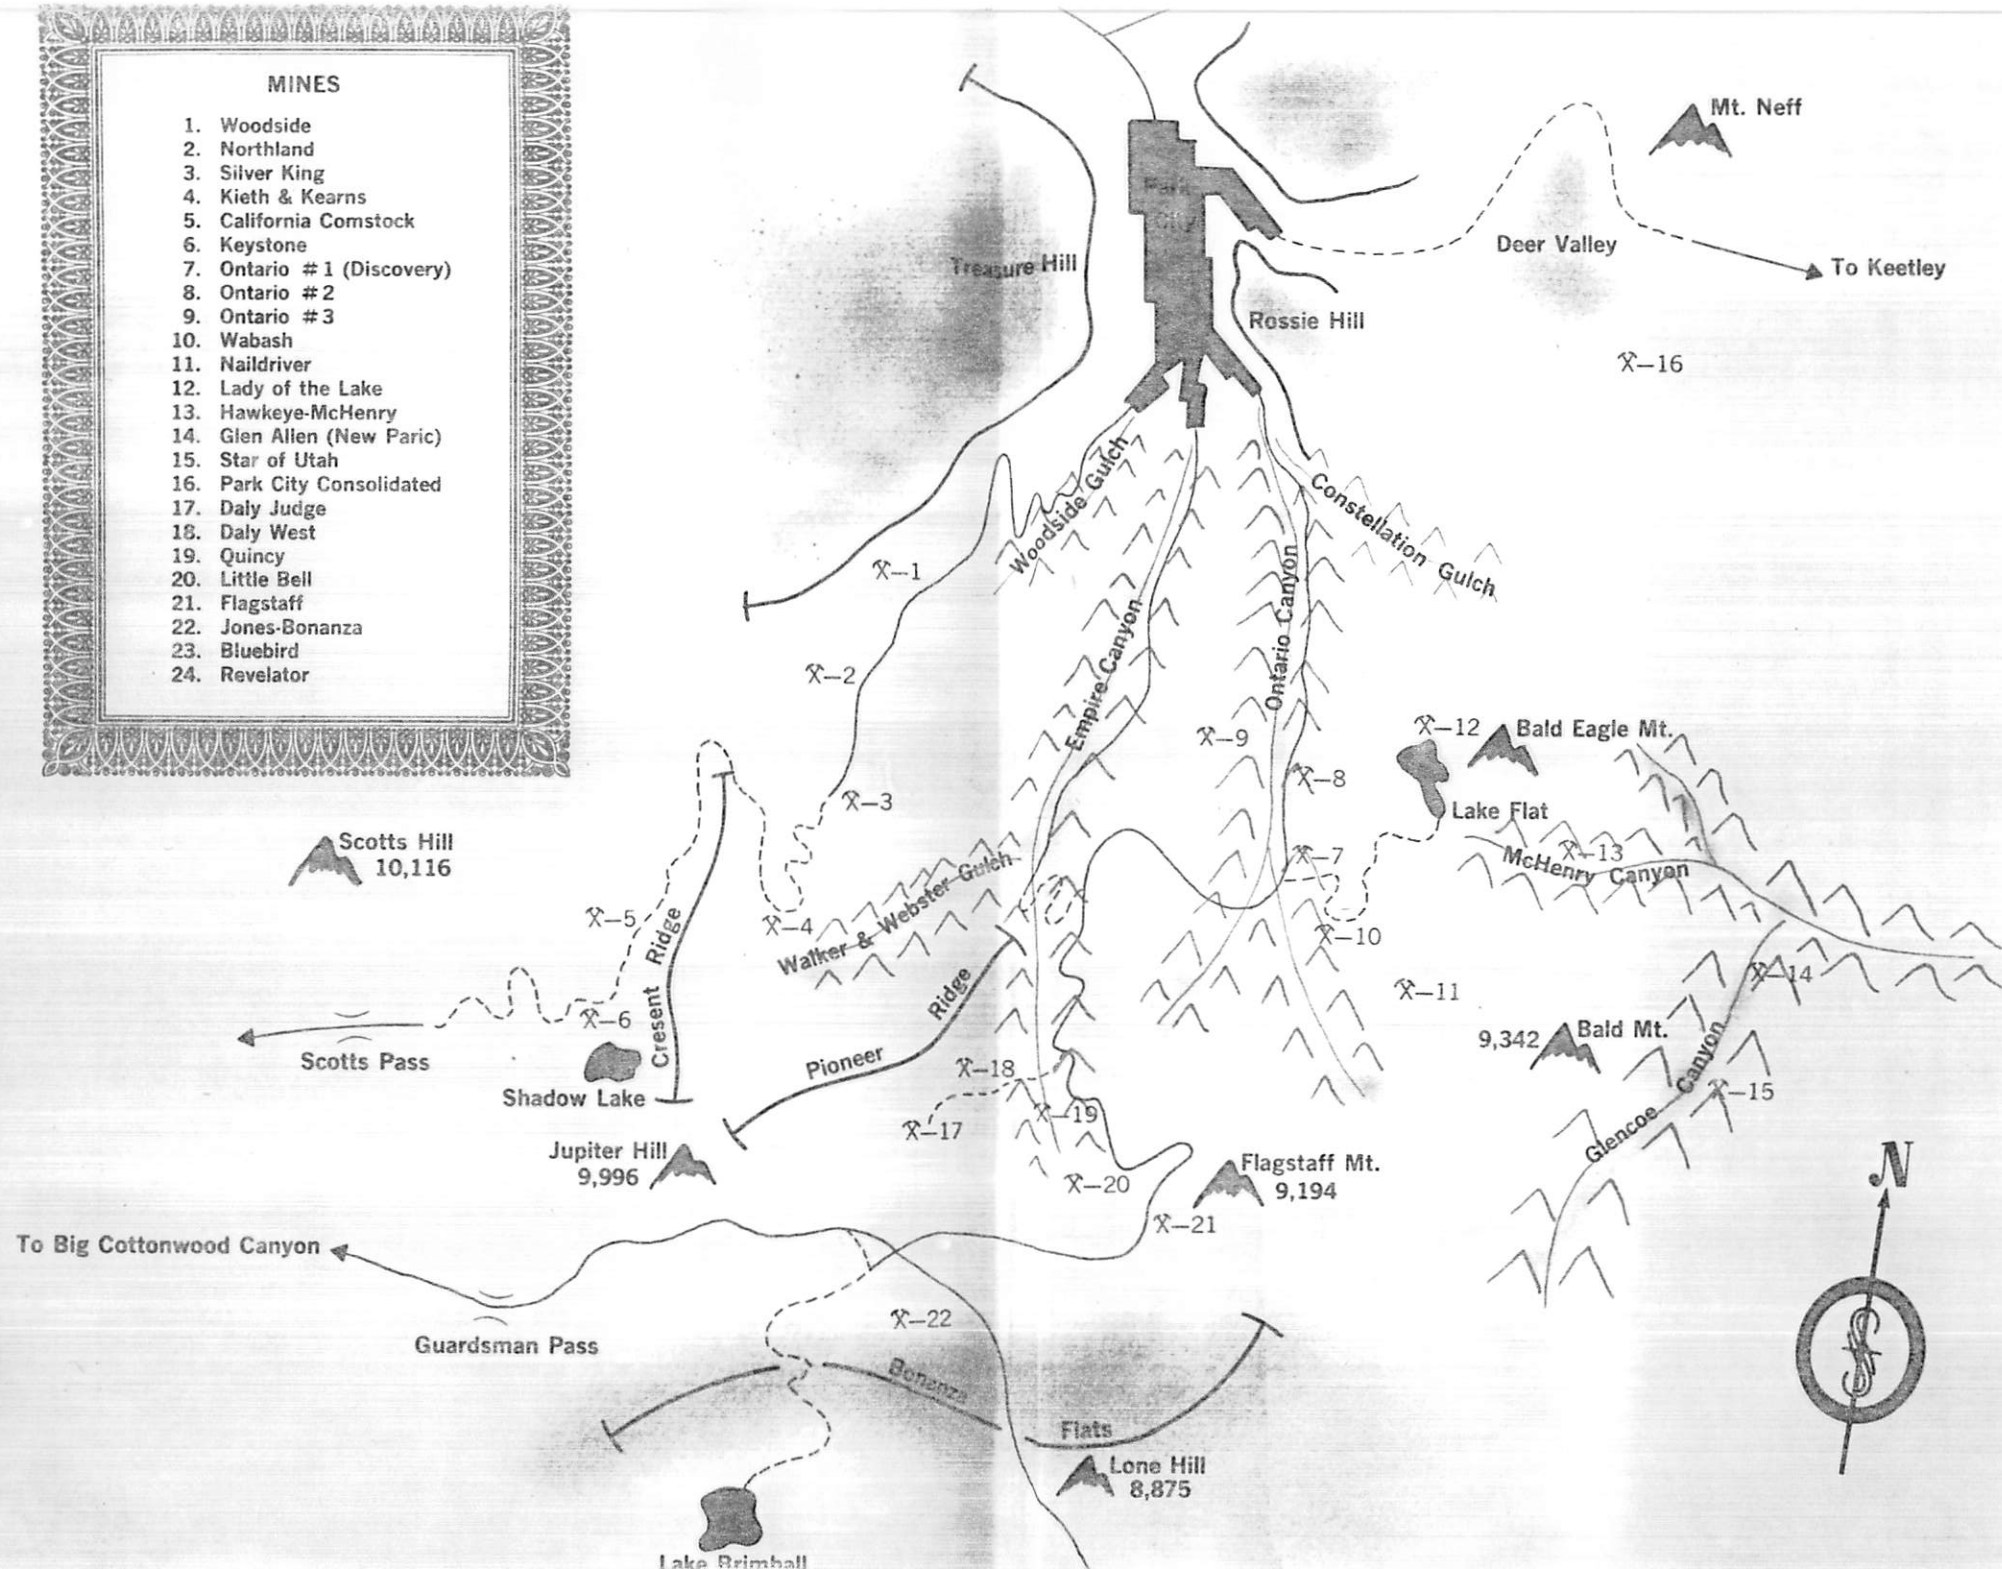 MINES
1. Woodside
2. Northland
3. Silver King
4. Kieth & Kearns
5. California Comstock
6. Keystone
7. Ontario #1 (Discovery)
8. Ontario #2
9. Ontario #3
10. Wabash
11. Naildriver
12. Lady of the Lake
13. Hawkeye-McHenry
14. Glen Allen (New Paric)
15. Star of Utah
16. Park City Consolidated
17. Daly Judge
18. Daly West
19. Quincy
20. Little Bell
21. Flagstaff
22. Jones-Bonanza
23. Bluebird
24. Revelator
Mt. Neff
Park
City
Deer Valley
To Keetley
Treasure Hill
Rossie Hill
-16
Woodside Gulch
Constellation Gulch
-1
Empire Canyon
Ontario Canyon
-2
-9
-12
Bald Eagle Mt.
-8
-3
Lake Flat
Scotts Hill
10,116
-7
-13
McHenry Canyon
-5
Cresent Ridge
-4
Walker & Webster Gulch
-10
-14
-11
Pioneer Ridge
-6
Scotts Pass
9,342
Bald Mt.
-18
Shadow Lake
-15
Glencoe Canyon
-17
-19
Jupiter Hill
9,996
-20
Flagstaff Mt.
9,194
N
-21
To Big Cottonwood Canyon
-22
Guardsman Pass
Bonanza Flats
S
Lone Hill
8,875
Lake Brimhall